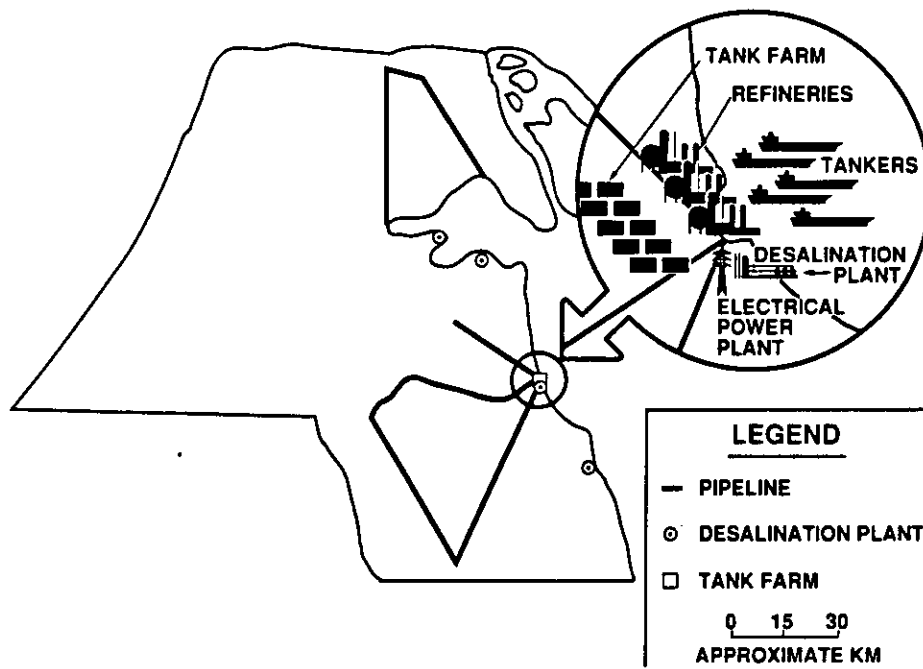 TANK FARM
REFINERIES
TANKERS
DESALINATION
PLANT
ELECTRICAL
POWER
PLANT
LEGEND
PIPELINE
DESALINATION PLANT
TANK FARM
0 15 30
APPROXIMATE KM